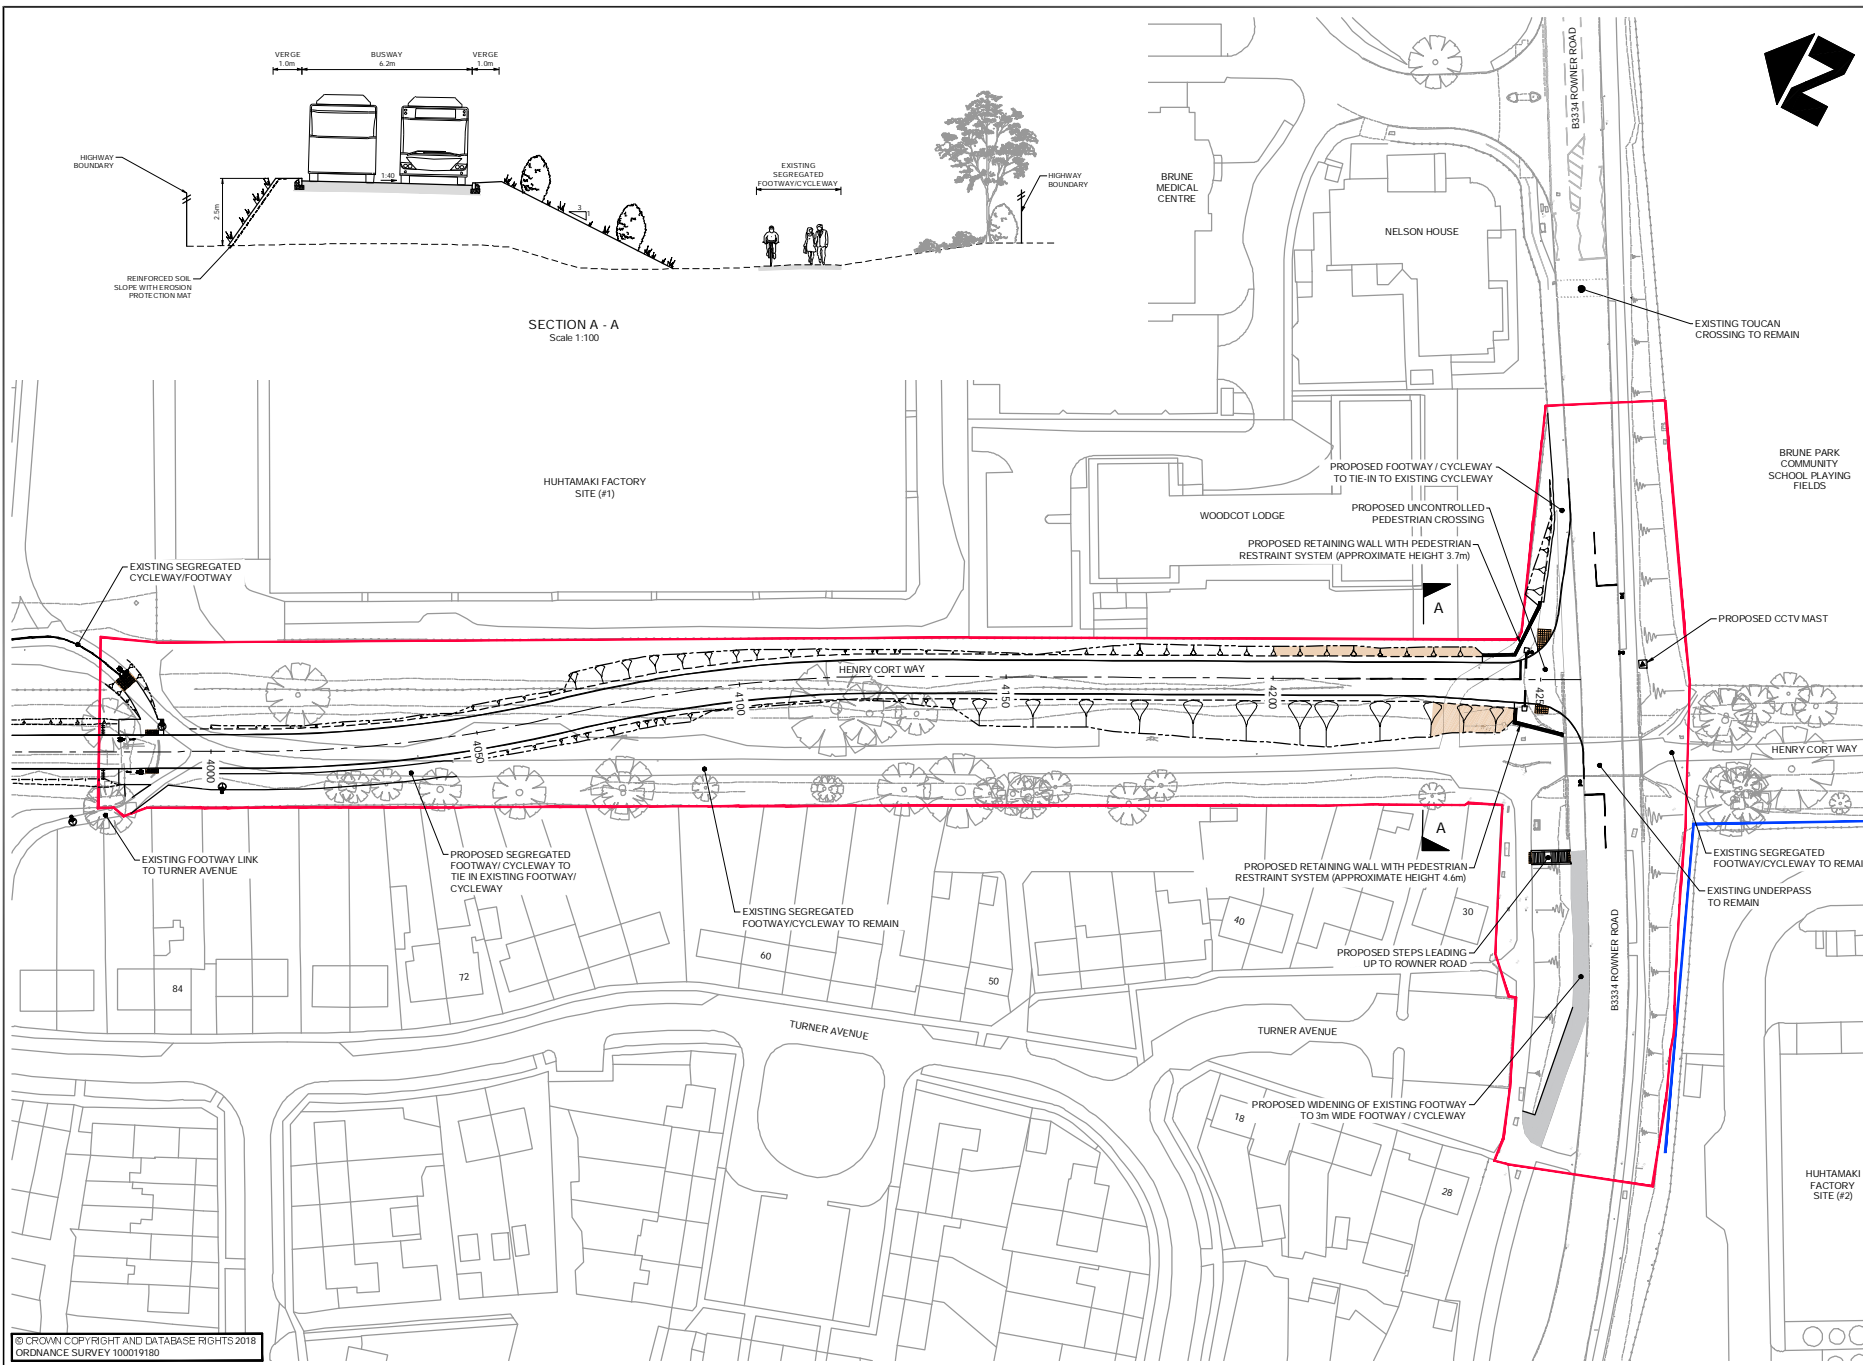 VERGE
1.0m
BUSWAY
6.2m
VERGE
1.0m
HIGHWAY
BOUNDARY
2.5m
1:40
3
1
REINFORCED SOIL
SLOPE WITH EROSION
PROTECTION MAT
EXISTING
SEGREGATED
FOOTWAY/CYCLEWAY
HIGHWAY
BOUNDARY
SECTION A - A
Scale 1:100
BRUNE
MEDICAL
CENTRE
NELSON HOUSE
B3334 ROWNER ROAD
EXISTING TOUCAN
CROSSING TO REMAIN
BRUNE PARK
COMMUNITY
SCHOOL PLAYING
FIELDS
HUHTAMAKI FACTORY
SITE (#1)
WOODCOT LODGE
PROPOSED FOOTWAY / CYCLEWAY
TO TIE-IN TO EXISTING CYCLEWAY
PROPOSED UNCONTROLLED
PEDESTRIAN CROSSING
PROPOSED RETAINING WALL WITH PEDESTRIAN
RESTRAINT SYSTEM (APPROXIMATE HEIGHT 3.7m)
EXISTING SEGREGATED
CYCLEWAY/FOOTWAY
A
PROPOSED CCTV MAST
HENRY CORT WAY
4000
4050
4100
4150
4200
HENRY CORT WAY
A
EXISTING FOOTWAY LINK
TO TURNER AVENUE
PROPOSED SEGREGATED
FOOTWAY/ CYCLEWAY TO
TIE IN EXISTING FOOTWAY/
CYCLEWAY
EXISTING SEGREGATED
FOOTWAY/CYCLEWAY TO REMAIN
PROPOSED RETAINING WALL WITH PEDESTRIAN
RESTRAINT SYSTEM (APPROXIMATE HEIGHT 4.6m)
EXISTING SEGREGATED
FOOTWAY/CYCLEWAY TO REMAI
EXISTING UNDERPASS
TO REMAIN
84
72
60
50
40
30
PROPOSED STEPS LEADING
UP TO ROWNER ROAD
B3334 ROWNER ROAD
TURNER AVENUE
TURNER AVENUE
PROPOSED WIDENING OF EXISTING FOOTWAY
TO 3m WIDE FOOTWAY / CYCLEWAY
18
28
HUHTAMAKI
FACTORY
SITE (#2)
© CROWN COPYRIGHT AND DATABASE RIGHTS 2018
ORDNANCE SURVEY 100019180